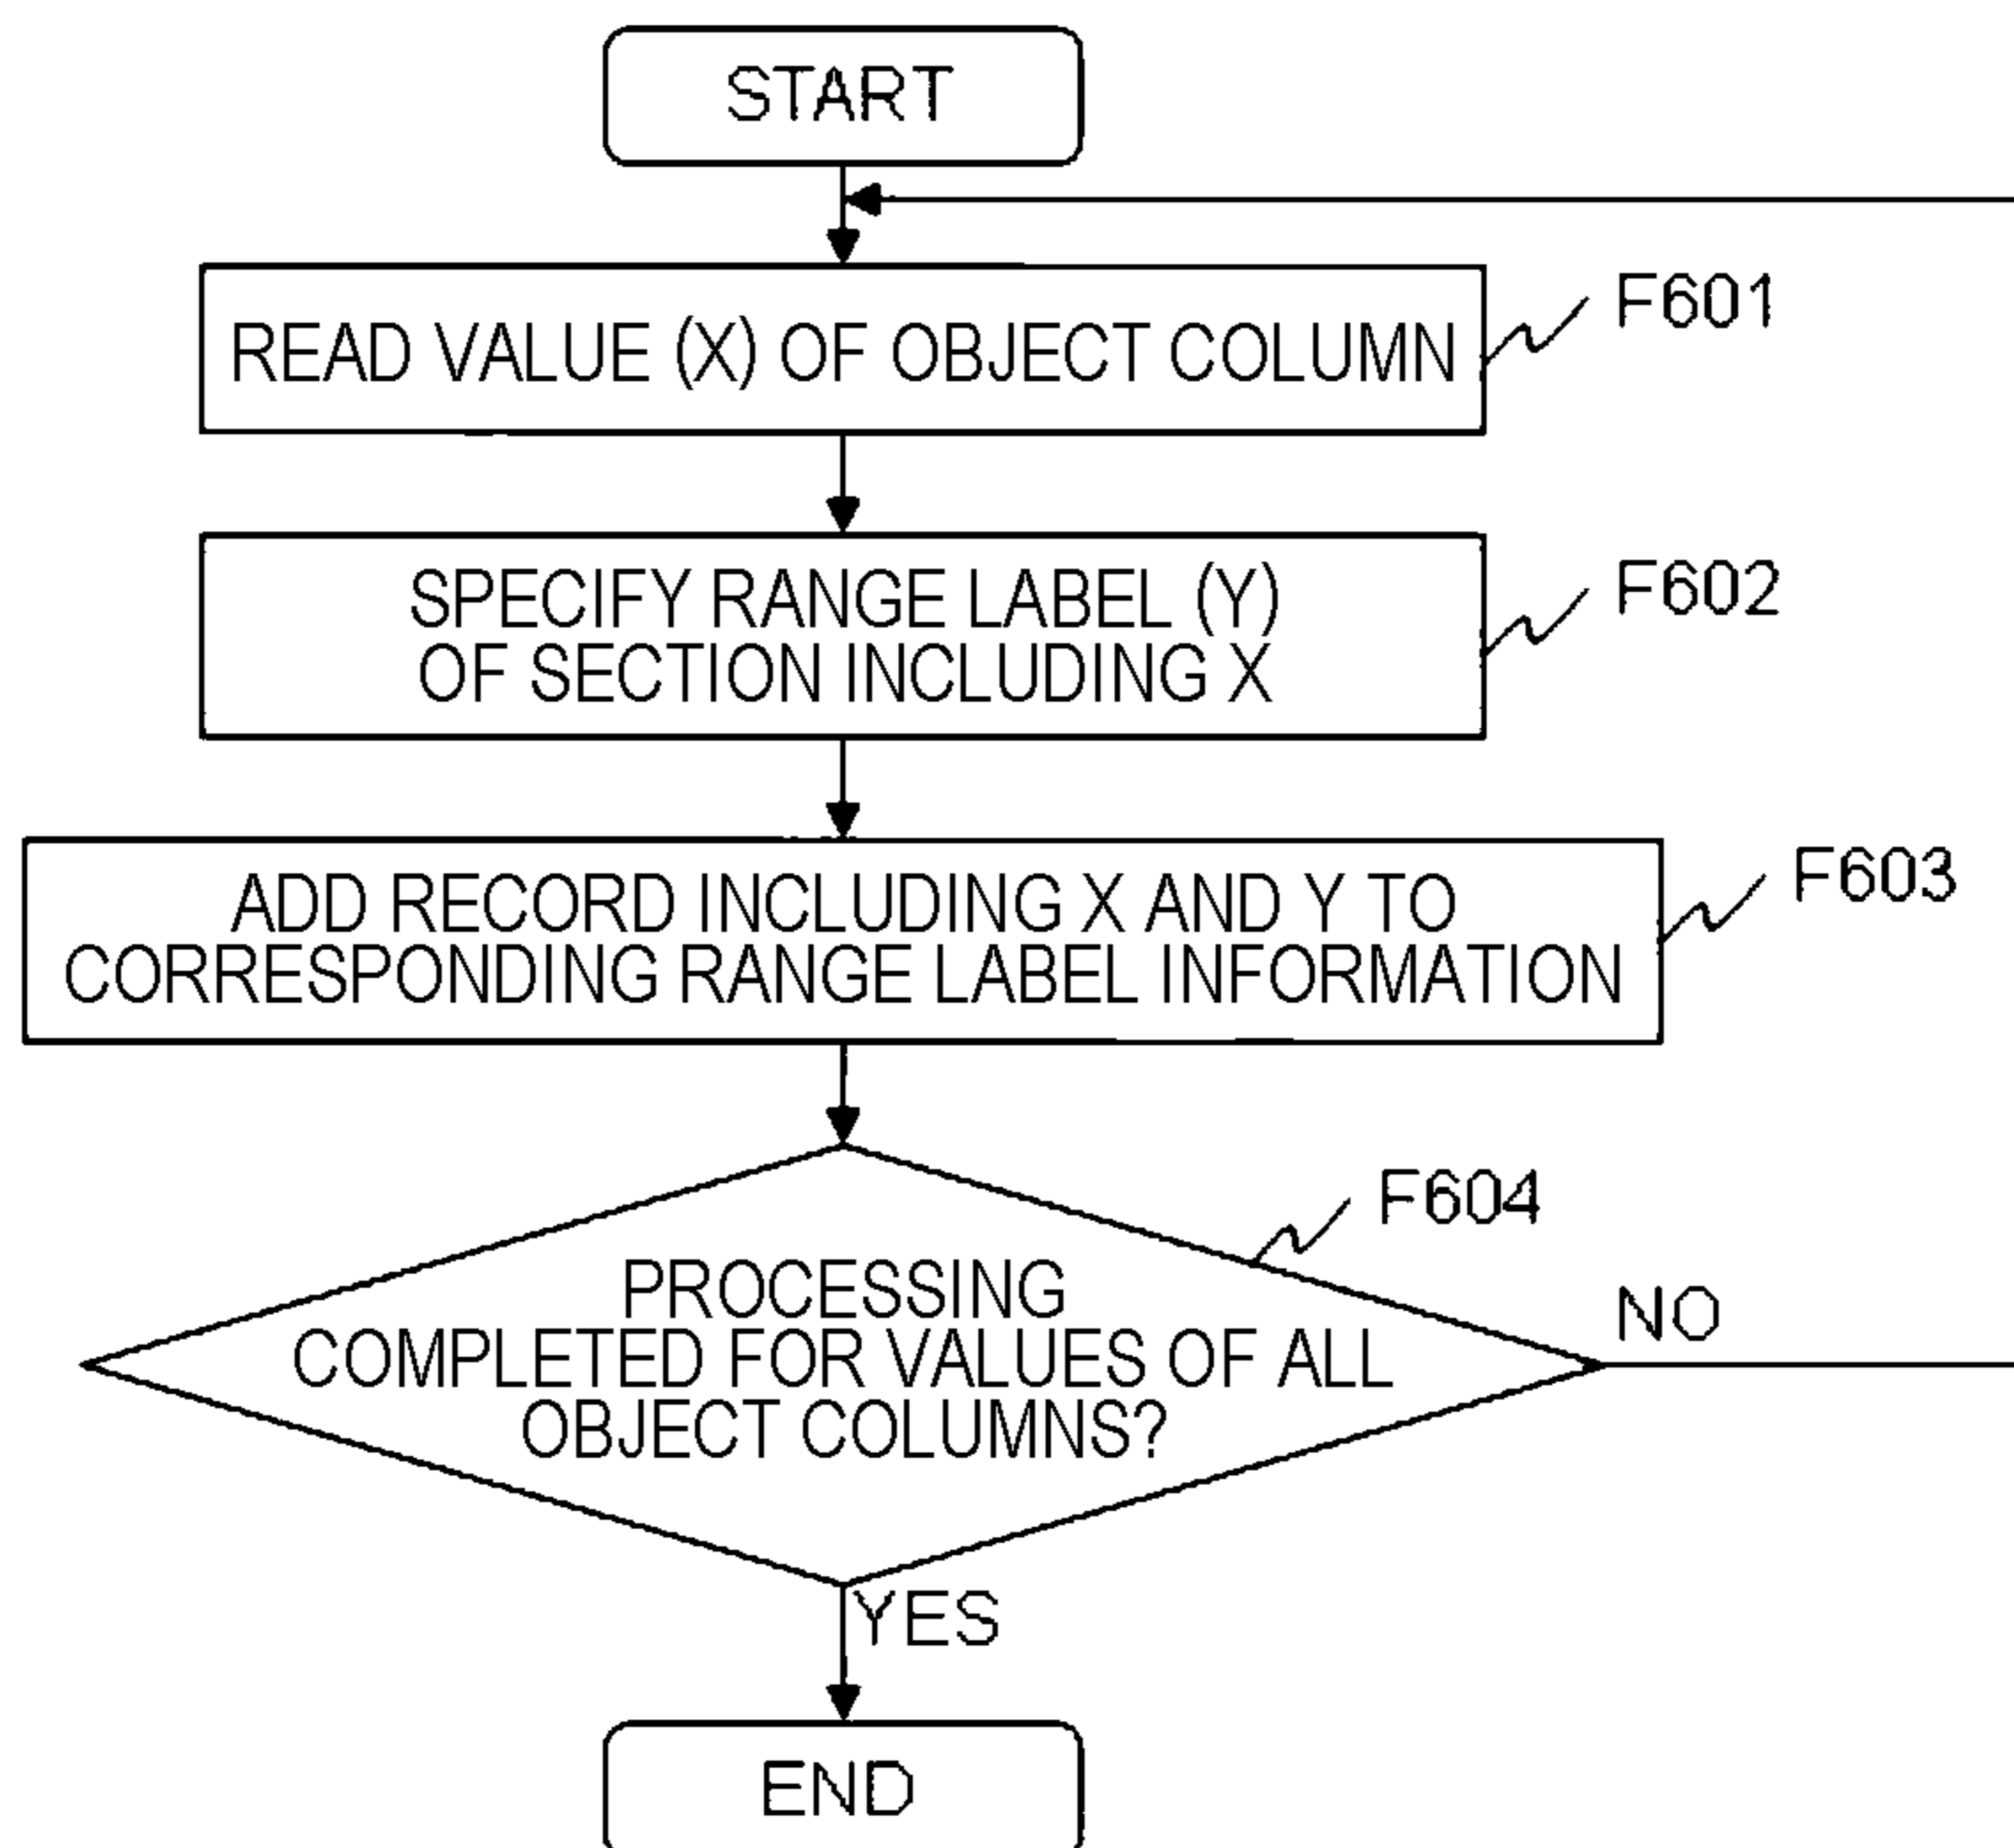 START
READ VALUE (X) OF OBJECT COLUMN
F601
SPECIFY RANGE LABEL (Y)
OF SECTION INCLUDING X
F602
ADD RECORD INCLUDING X AND Y TO
CORRESPONDING RANGE LABEL INFORMATION
F603
F604
PROCESSING
COMPLETED FOR VALUES OF ALL
OBJECT COLUMNS?
NO
YES
END